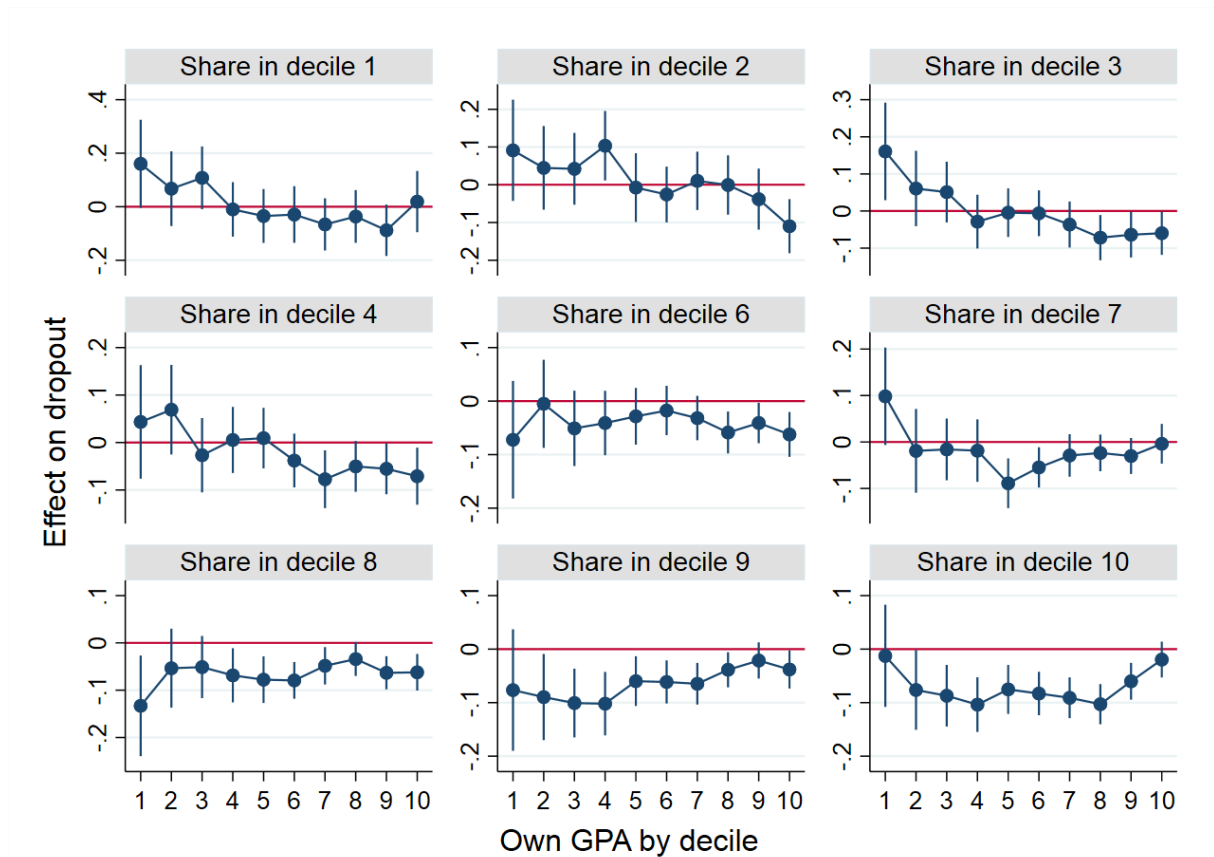 Share in decile 1
Share in decile 2
Share in decile 3
.4
.2
0
-.2
.2
.1
0
-.1
-.2
.3
.2
.1
0
-.1
Effect on dropout
Share in decile 4
Share in decile 6
Share in decile 7
.2
.1
0
-.1
.1
0
-.1
-.2
.2
.1
0
-.1
Share in decile 8
Share in decile 9
Share in decile 10
.1
0
-.1
-.2
.1
0
-.1
-.2
.1
0
-.1
-.2
1 2 3 4 5 6 7 8 9 10
1 2 3 4 5 6 7 8 9 10
1 2 3 4 5 6 7 8 9 10
Own GPA by decile